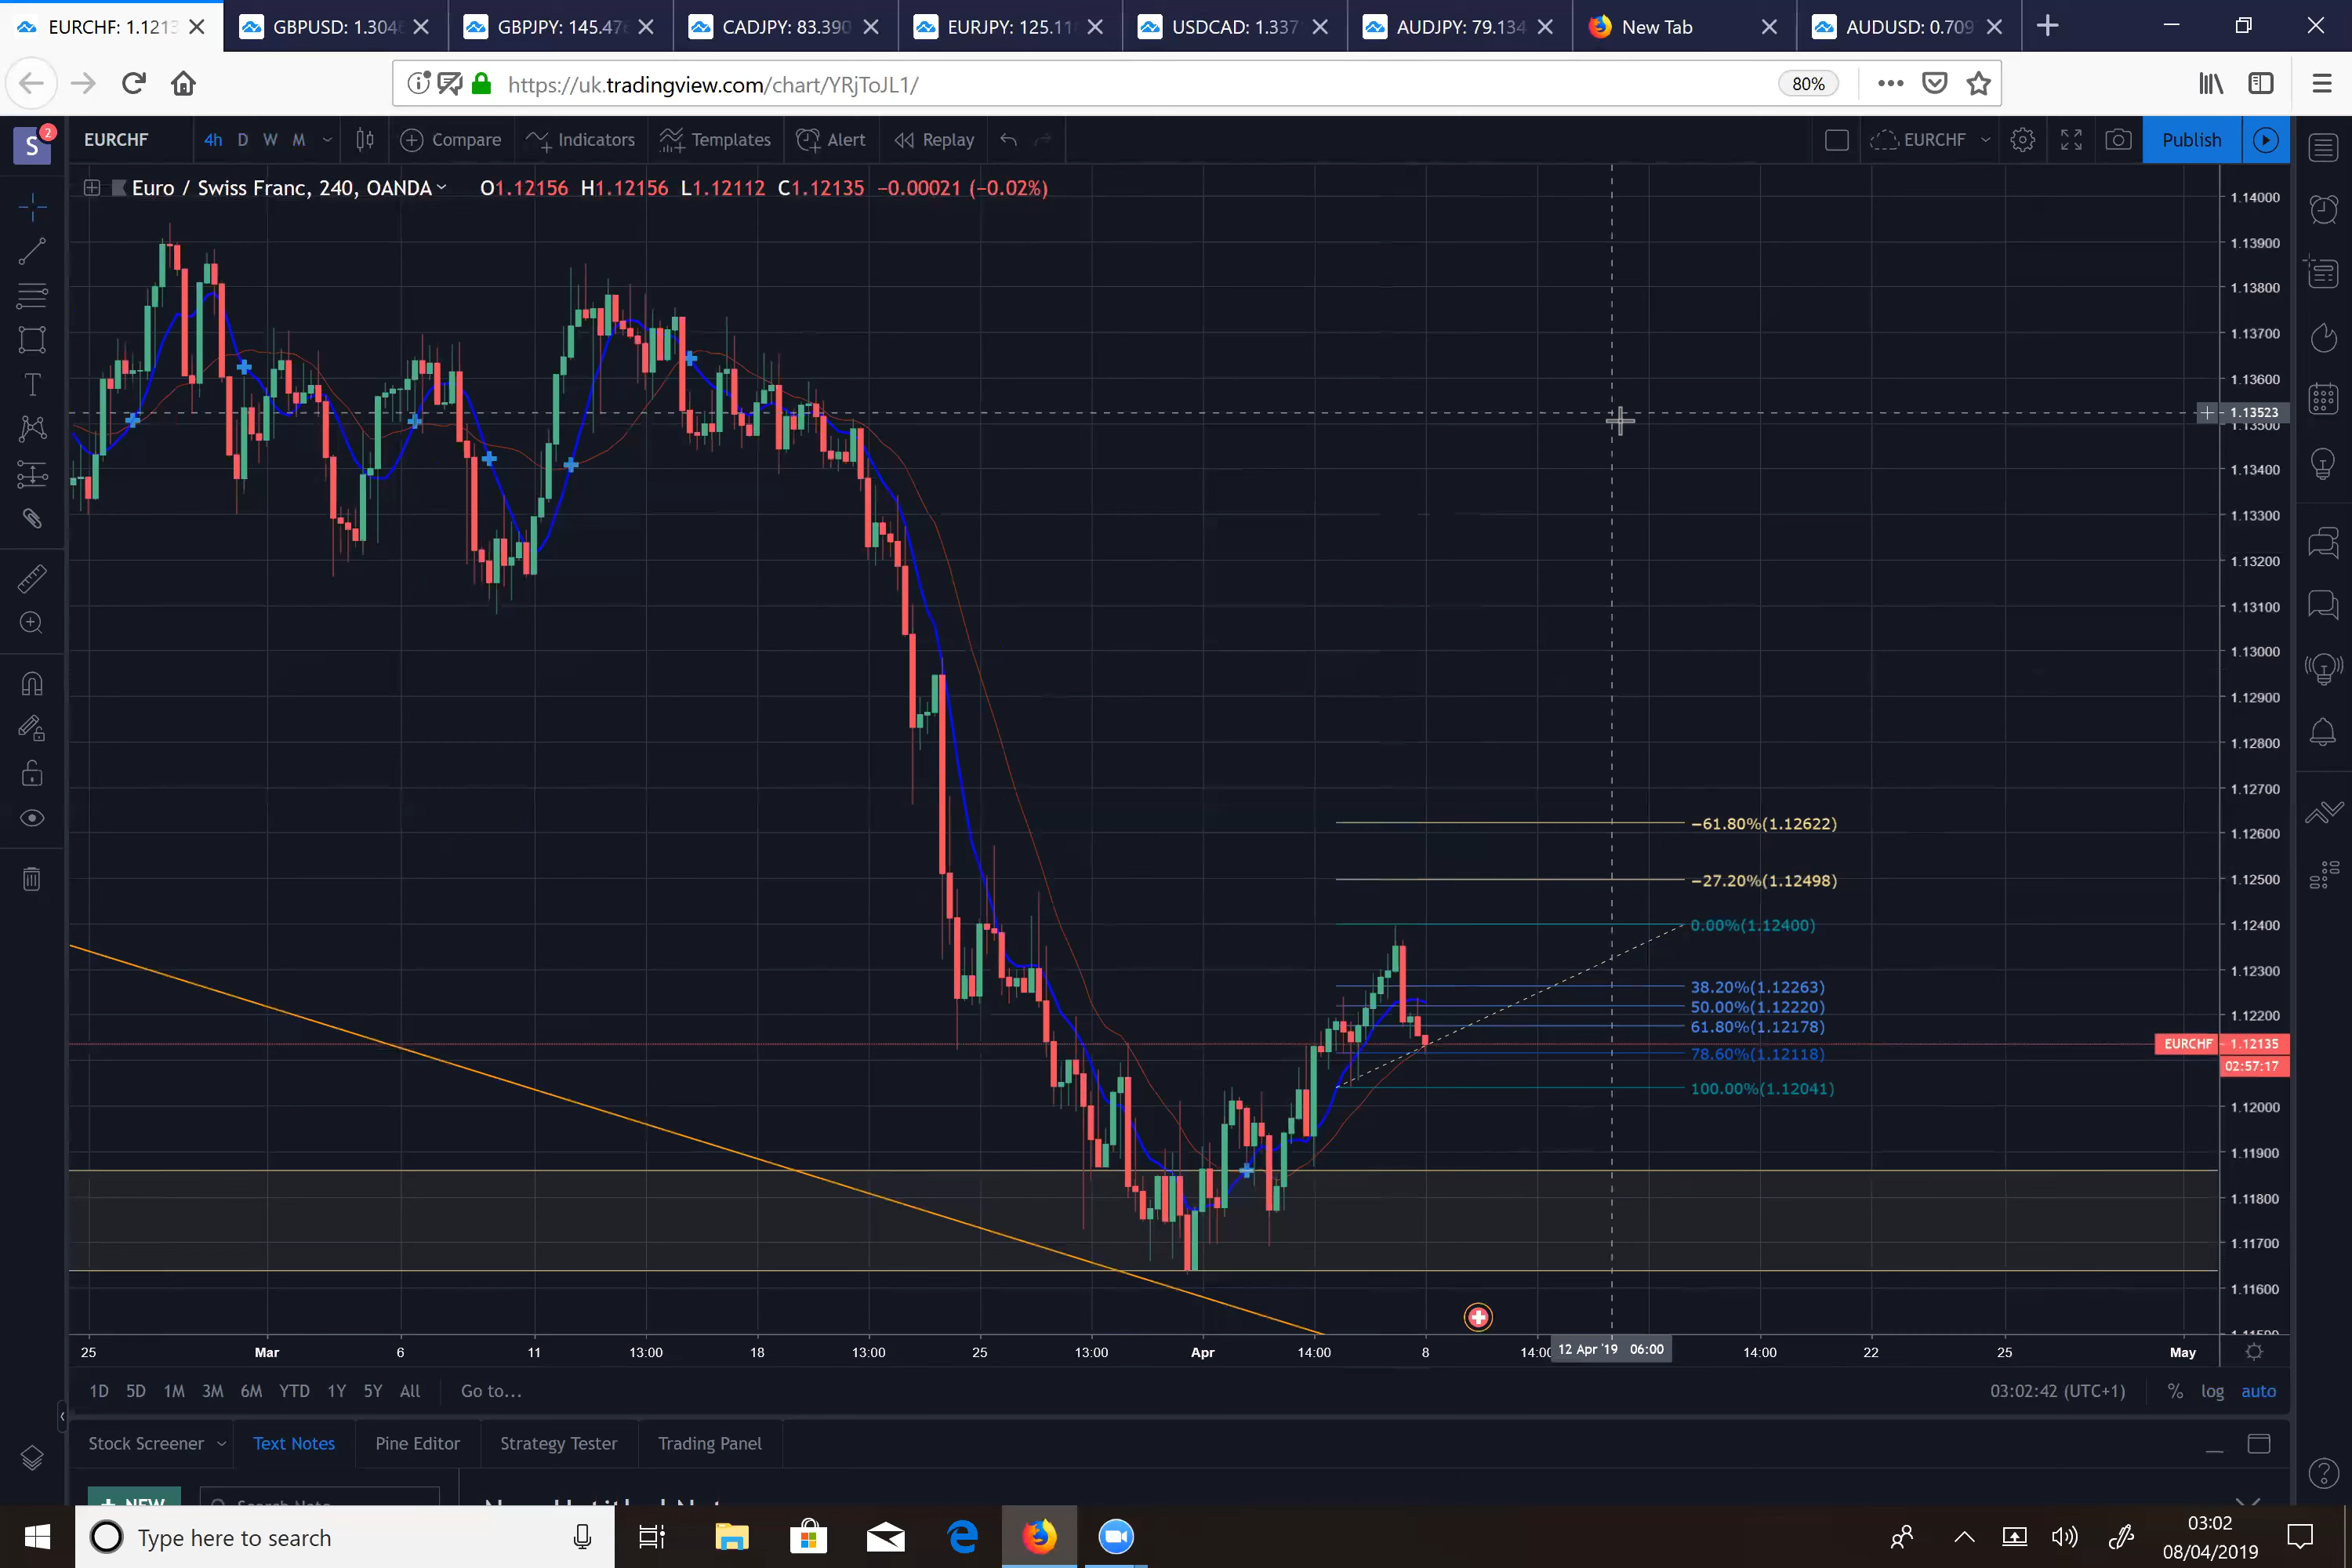 EURCHF: 1.1213
GBPUSD: 1.304
GBPJPY: 145.47
CADJPY: 83.390
EURJPY: 125.11
USDCAD: 1.337
AUDJPY: 79.134
New Tab
AUDUSD: 0.709
https://uk.tradingview.com/chart/YRjToJL1/
80%
S 2
EURCHF 4h D W M Compare Indicators Templates Alert Replay EURCHF Publish
Euro / Swiss Franc, 240, OANDA O1.12156 H1.12156 L1.12112 C1.12135 −0.00021 (−0.02%)
1.14000
1.13900
1.13800
1.13700
1.13600
1.13523
1.13500
1.13400
1.13300
1.13200
1.13100
1.13000
1.12900
1.12800
1.12700
−61.80%(1.12622)
1.12600
−27.20%(1.12498)
1.12500
0.00%(1.12400)
1.12400
1.12300
38.20%(1.12263)
50.00%(1.12220)
1.12200
61.80%(1.12178)
EURCHF 1.12135
78.60%(1.12118)
02:57:17
100.00%(1.12041)
1.12000
1.11900
1.11800
1.11700
1.11600
1.11500
25 Mar 6 11 13:00 18 13:00 25 13:00 Apr 14:00 8 14:00 12 Apr '19 06:00 14:00 22 25 May
1D 5D 1M 3M 6M YTD 1Y 5Y All Go to... 03:02:42 (UTC+1) % log auto
Stock Screener Text Notes Pine Editor Strategy Tester Trading Panel
+ NEW Search Note
Type here to search
03:02
08/04/2019